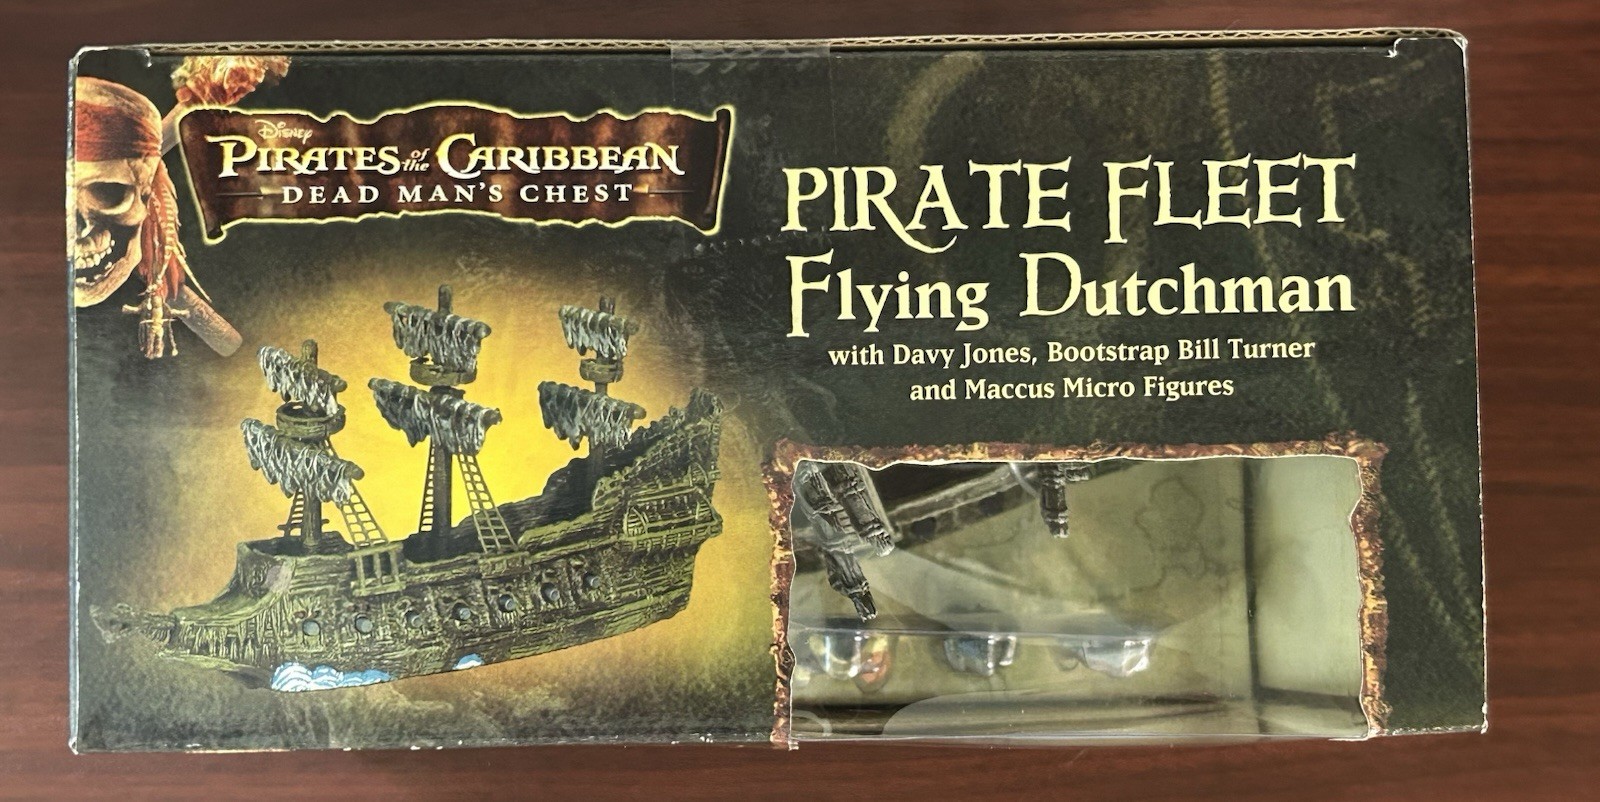 Disney
PIRATES of the CARIBBEAN
DEAD MAN'S CHEST
PIRATE FLEET
Flying Dutchman
with Davy Jones, Bootstrap Bill Turner
and Maccus Micro Figures